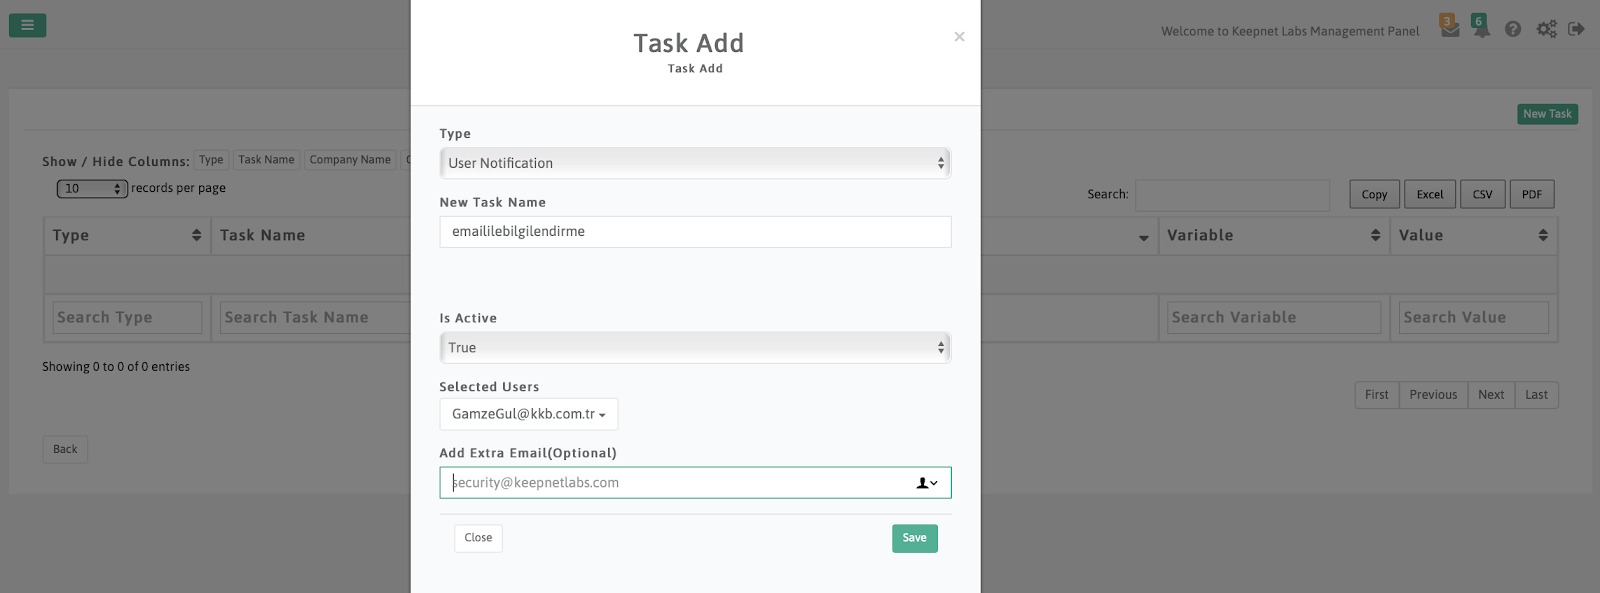 Task Add
Task Add
×
Welcome to Keepnet Labs Management Panel
3
6
New Task
Show / Hide Columns: Type Task Name Company Name
10 records per page
Search:
Copy Excel CSV PDF
Type Task Name Variable Value
Search Type Search Task Name Search Variable Search Value
Showing 0 to 0 of 0 entries
First Previous Next Last
Back
Type
User Notification
New Task Name
emaililebilgilendirme
Is Active
True
Selected Users
GamzeGul@kkb.com.tr
Add Extra Email(Optional)
security@keepnetlabs.com
Close Save